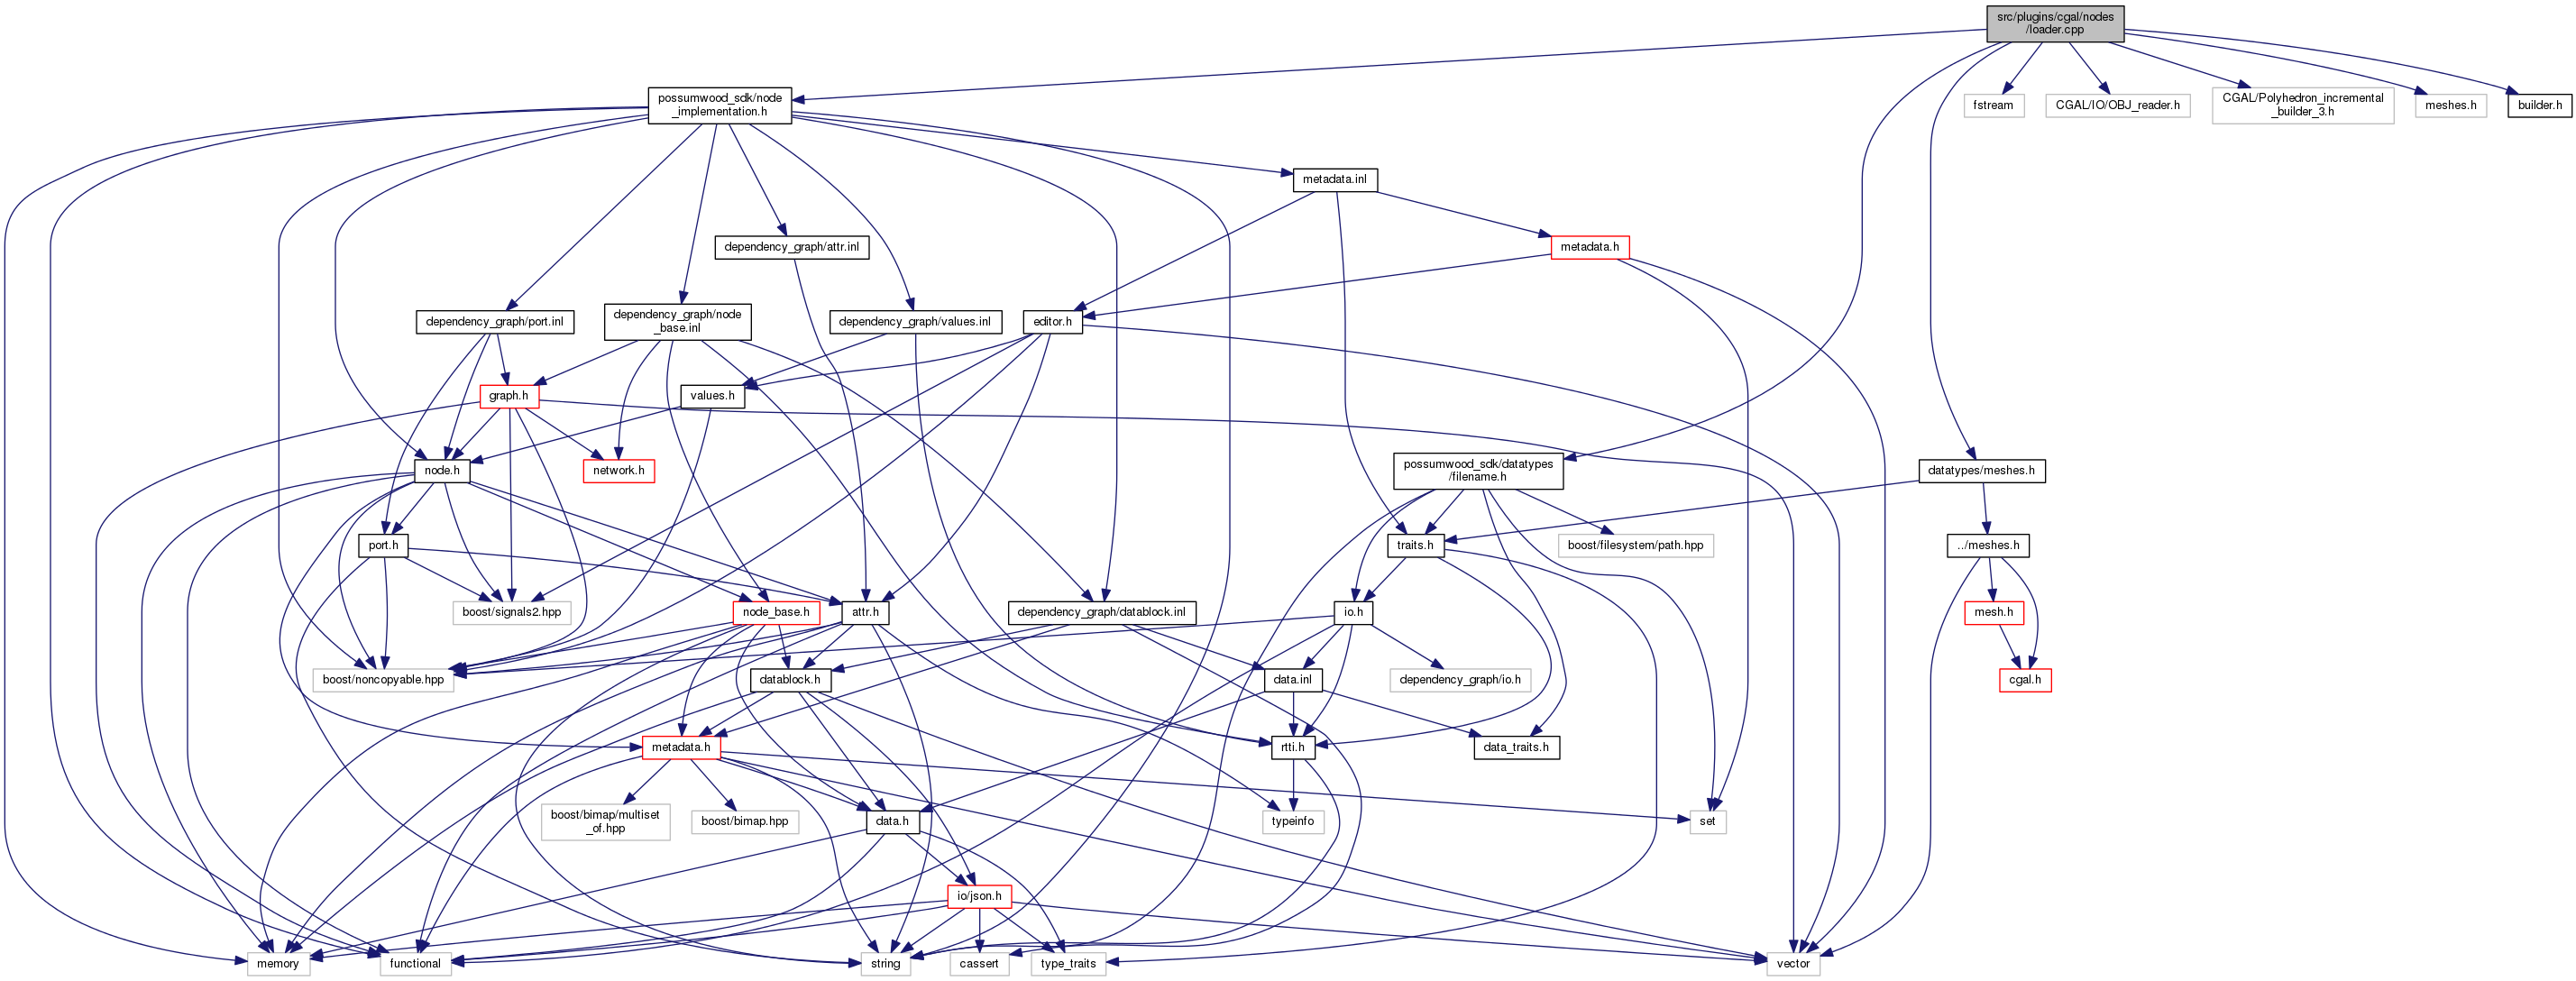 src/plugins/cgal/nodes
/loader.cpp
possumwood_sdk/node
_implementation.h
fstream
CGAL/IO/OBJ_reader.h
CGAL/Polyhedron_incremental
_builder_3.h
meshes.h
builder.h
metadata.inl
dependency_graph/attr.inl
metadata.h
dependency_graph/port.inl
dependency_graph/node
_base.inl
dependency_graph/values.inl
editor.h
graph.h
values.h
node.h
network.h
possumwood_sdk/datatypes
/filename.h
datatypes/meshes.h
port.h
traits.h
boost/filesystem/path.hpp
../meshes.h
boost/signals2.hpp
node_base.h
attr.h
dependency_graph/datablock.inl
io.h
mesh.h
boost/noncopyable.hpp
datablock.h
data.inl
dependency_graph/io.h
cgal.h
metadata.h
rtti.h
data_traits.h
boost/bimap/multiset
_of.hpp
boost/bimap.hpp
data.h
typeinfo
set
io/json.h
memory
functional
string
cassert
type_traits
vector